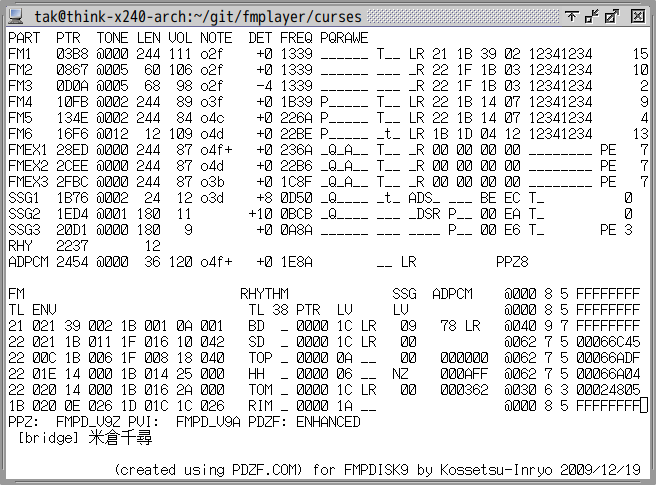 tak@think-x240-arch:~/git/fmplayer/curses
PART PTR TONE LEN VOL NOTE DET FREQ PQRAWE
FM1 03B8 @000 244 111 o2f +0 1339 ______ T__ LR 21 1B 39 02 12341234 15
FM2 0867 @005 60 106 o2f +0 1339 ______ ___ _R 22 1F 1B 03 12341234 10
FM3 0D0A @005 68 98 o2f -4 1339 ______ ___ _R 22 1F 1B 03 12341234 2
FM4 10FB @002 244 89 o3f +0 1B39 P_____ T__ LR 22 1B 14 07 12341234 9
FM5 134E @002 244 84 o4c +0 226A P_____ T__ LR 22 1B 14 07 12341234 4
FM6 16F6 @012 12 109 o4d +0 22BE P_____ _t_ LR 1B 1D 04 12 12341234 13
FMEX1 28ED @000 244 87 o4f+ +0 236A _Q_A__ T__ _R 00 00 00 00 ________ PE 7
FMEX2 2CEE @000 244 87 o4d +0 22B6 _Q_A__ T__ _R 00 00 00 00 ________ PE 7
FMEX3 2FBC @000 244 87 o3b +0 1C8F _Q_A__ T__ _R 00 00 00 00 ________ PE 7
SSG1 1B76 @002 24 12 o3d +8 0D50 _Q____ _t_ ADS_ ___ BE EC T_ 0
SSG2 1ED4 @001 180 11 +10 0BCB _Q____ ___ _DSR P__ 00 EA T_ 0
SSG3 20D1 @000 180 9 +0 0A8A ______ ___ ____ P__ 00 E6 T_ PE 3
RHY 2237 12
ADPCM 2454 @000 36 120 o4f+ +0 1E8A __ LR PPZ8
FM RHYTHM SSG ADPCM @000 8 5 FFFFFFFF
TL ENV TL 38 PTR LV LV @000 8 5 FFFFFFFF
21 021 39 002 1B 001 0A 001 BD _ 0000 1C LR 09 78 LR @040 9 7 FFFFFFFF
22 021 1B 011 1F 016 10 042 SD _ 0000 1C LR 00 @062 7 5 00066C45
22 00C 1B 006 1F 008 18 040 TOP _ 0000 0A __ 00 000000 @062 7 5 00066ADF
22 01E 14 000 1B 014 25 000 HH _ 0000 06 __ NZ 000AFF @062 7 5 00066A04
22 020 14 000 1B 016 2A 000 TOM _ 0000 1C LR 00 000362 @030 6 3 00024805
1B 020 0E 026 1D 01C 1C 026 RIM _ 0000 1A __ @000 8 5 FFFFFFFF
PPZ: FMPD_U9Z PVI: FMPD_U9A PDZF: ENHANCED
[bridge] 米倉千尋
(created using PDZF.COM) for FMPDISK9 by Kossetsu-Inryo 2009/12/19